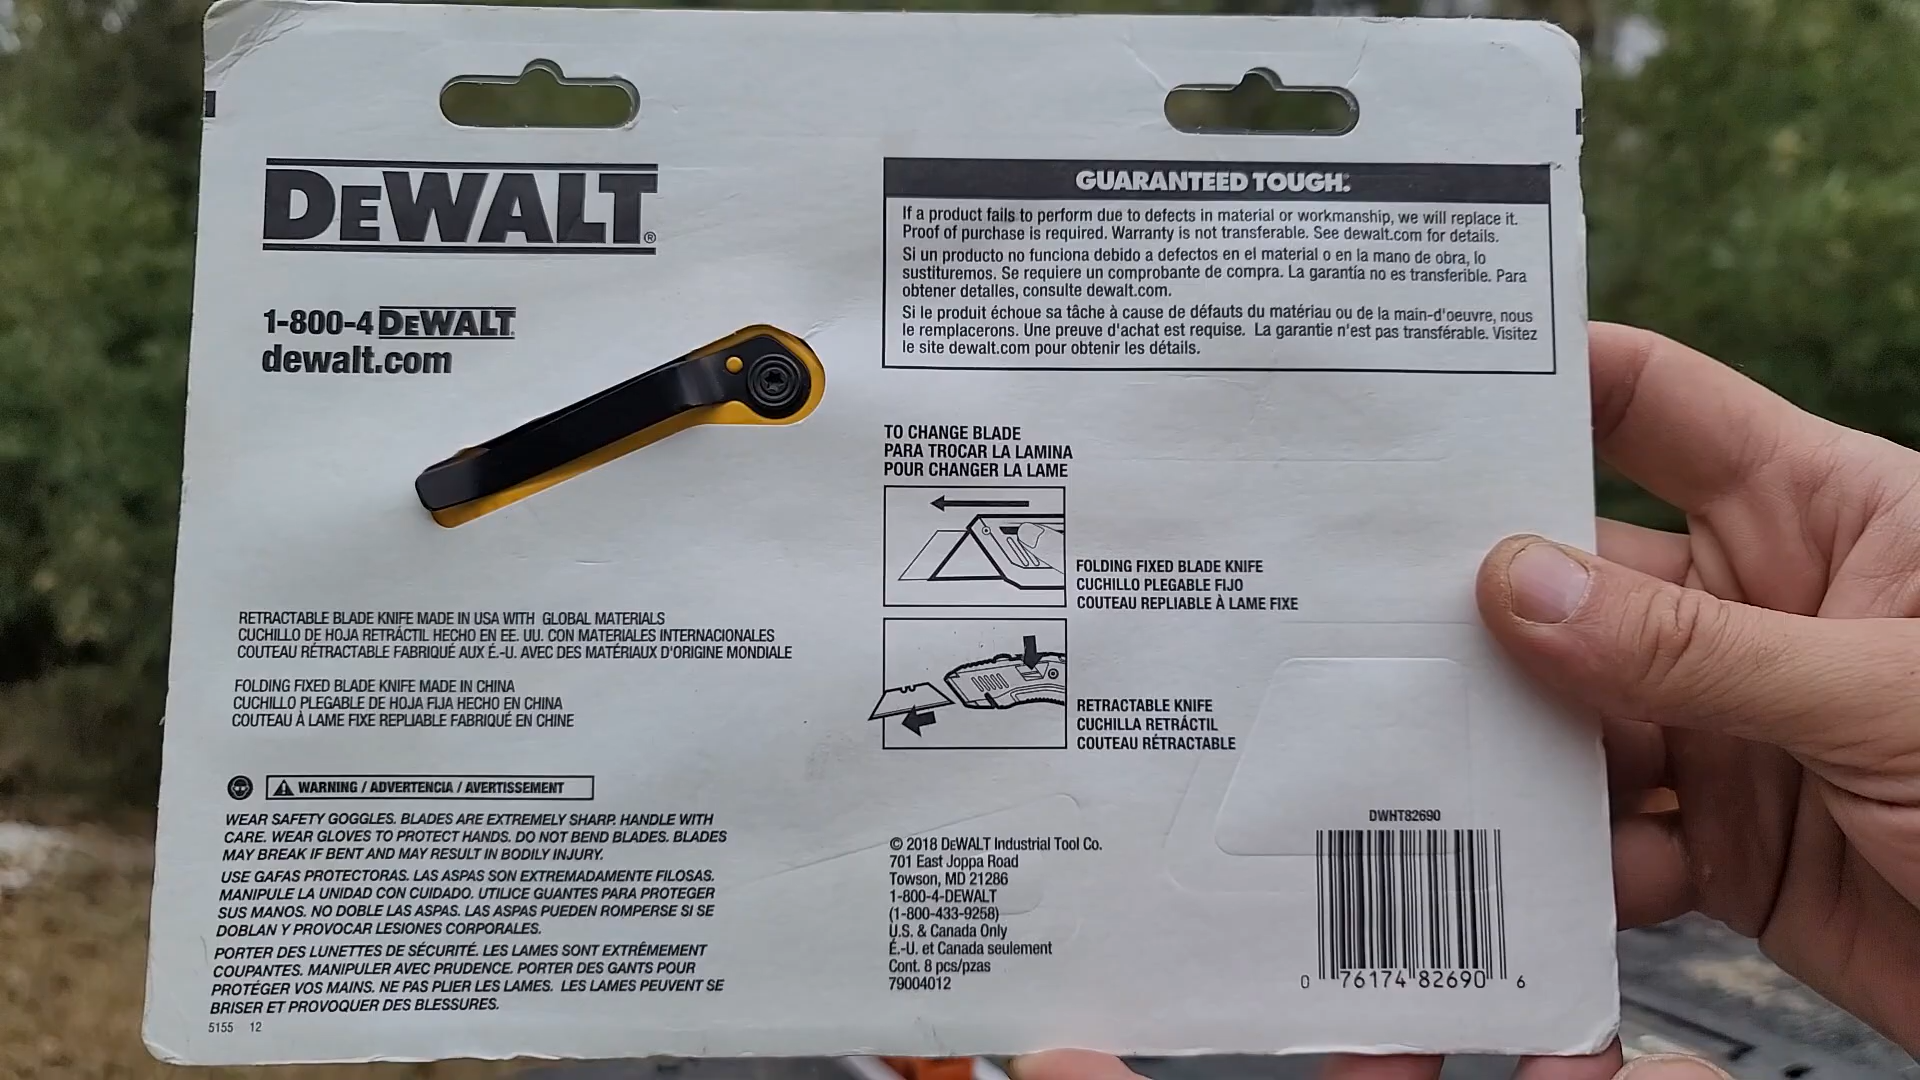 DEWALT®
1-800-4 DEWALT
dewalt.com
GUARANTEED TOUGH.
If a product fails to perform due to defects in material or workmanship, we will replace it.
Proof of purchase is required. Warranty is not transferable. See dewalt.com for details.
Si un producto no funciona debido a defectos en el material o en la mano de obra, lo
sustituremos. Se requiere un comprobante de compra. La garantía no es transferible. Para
obtener detalles, consulte dewalt.com.
Si le produit échoue sa tâche à cause de défauts du matériau ou de la main-d'oeuvre, nous
le remplacerons. Une preuve d'achat est requise. La garantie n'est pas transférable. Visitez
le site dewalt.com pour obtenir les détails.
TO CHANGE BLADE
PARA TROCAR LA LAMINA
POUR CHANGER LA LAME
FOLDING FIXED BLADE KNIFE
CUCHILLO PLEGABLE FIJO
COUTEAU REPLIABLE À LAME FIXE
RETRACTABLE KNIFE
CUCHILLA RETRÁCTIL
COUTEAU RÉTRACTABLE
RETRACTABLE BLADE KNIFE MADE IN USA WITH GLOBAL MATERIALS
CUCHILLO DE HOJA RETRÁCTIL HECHO EN EE. UU. CON MATERIALES INTERNACIONALES
COUTEAU RÉTRACTABLE FABRIQUÉ AUX É.-U. AVEC DES MATÉRIAUX D'ORIGINE MONDIALE
FOLDING FIXED BLADE KNIFE MADE IN CHINA
CUCHILLO PLEGABLE DE HOJA FIJA HECHO EN CHINA
COUTEAU À LAME FIXE REPLIABLE FABRIQUÉ EN CHINE
WARNING / ADVERTENCIA / AVERTISSEMENT
WEAR SAFETY GOGGLES. BLADES ARE EXTREMELY SHARP. HANDLE WITH
CARE. WEAR GLOVES TO PROTECT HANDS. DO NOT BEND BLADES. BLADES
MAY BREAK IF BENT AND MAY RESULT IN BODILY INJURY.
USE GAFAS PROTECTORAS. LAS ASPAS SON EXTREMADAMENTE FILOSAS.
MANIPULE LA UNIDAD CON CUIDADO. UTILICE GUANTES PARA PROTEGER
SUS MANOS. NO DOBLE LAS ASPAS. LAS ASPAS PUEDEN ROMPERSE SI SE
DOBLAN Y PROVOCAR LESIONES CORPORALES.
PORTER DES LUNETTES DE SÉCURITÉ. LES LAMES SONT EXTRÊMEMENT
COUPANTES. MANIPULER AVEC PRUDENCE. PORTER DES GANTS POUR
PROTÉGER VOS MAINS. NE PAS PLIER LES LAMES. LES LAMES PEUVENT SE
BRISER ET PROVOQUER DES BLESSURES.
5155 12
© 2018 DEWALT Industrial Tool Co.
701 East Joppa Road
Towson, MD 21286
1-800-4-DEWALT
(1-800-433-9258)
U.S. & Canada Only
É.-U. et Canada seulement
Cont. 8 pcs/pzas
79004012
DWHT82690
0 76174 82690 6